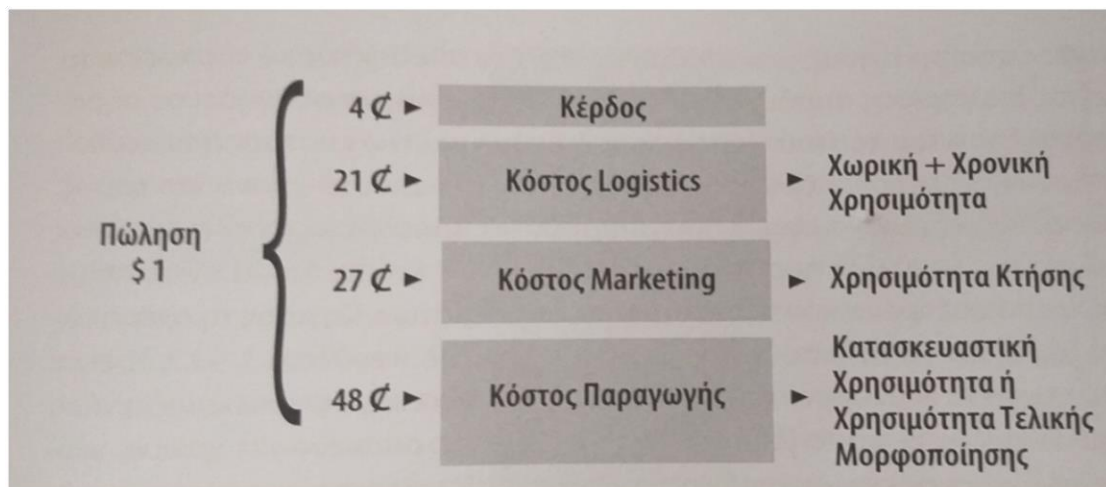 4 ₡ ► Κέρδος
21 ₡ ► Κόστος Logistics ► Χωρική + Χρονική
Χρησιμότητα
Πώληση
$ 1
27 ₡ ► Κόστος Marketing ► Χρησιμότητα Κτήσης
48 ₡ ► Κόστος Παραγωγής ► Κατασκευαστική
Χρησιμότητα ή
Χρησιμότητα Τελικής
Μορφοποίησης